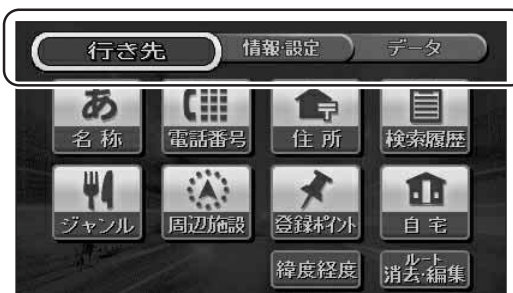 行き先 情報・設定 データ
名称 電話番号 住所 検索履歴
ジャンル 周辺施設 登録ポイント 自宅
緯度経度 ルート消去・編集